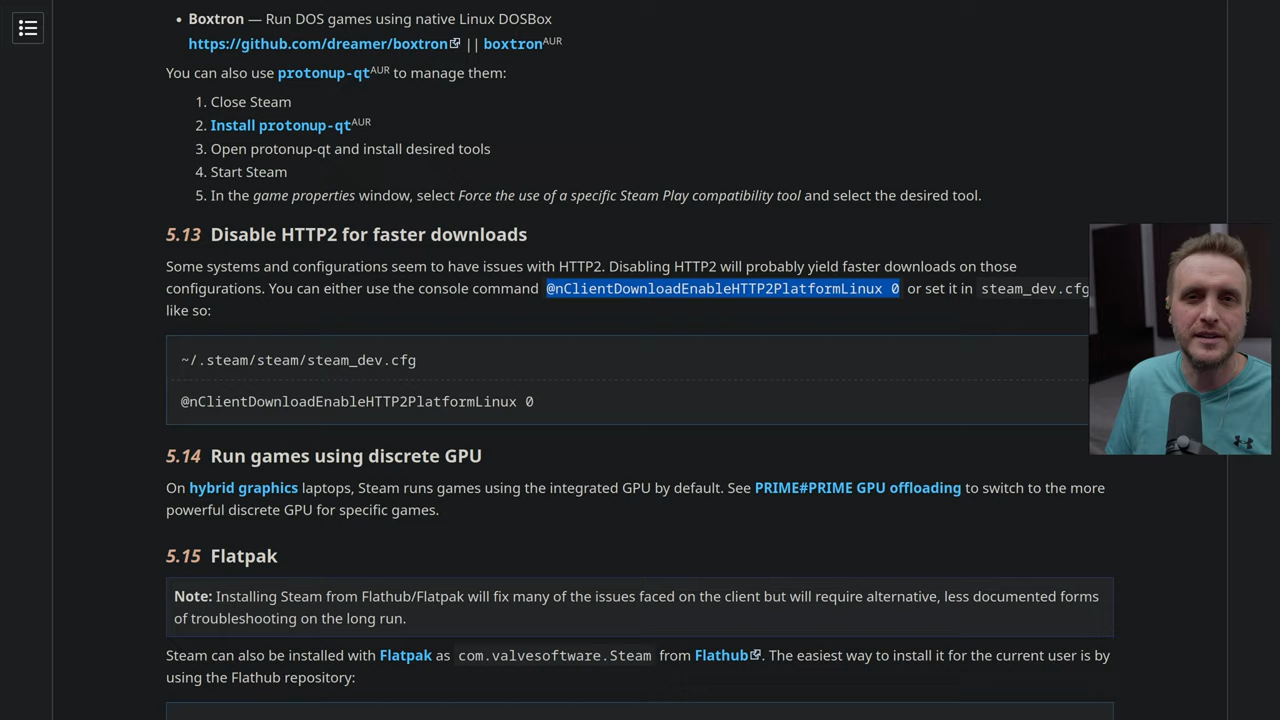 • Boxtron — Run DOS games using native Linux DOSBox
https://github.com/dreamer/boxtron || boxtronAUR
You can also use protonup-qtAUR to manage them:
1. Close Steam
2. Install protonup-qtAUR
3. Open protonup-qt and install desired tools
4. Start Steam
5. In the game properties window, select Force the use of a specific Steam Play compatibility tool and select the desired tool.
5.13 Disable HTTP2 for faster downloads
Some systems and configurations seem to have issues with HTTP2. Disabling HTTP2 will probably yield faster downloads on those
configurations. You can either use the console command @nClientDownloadEnableHTTP2PlatformLinux 0 or set it in steam_dev.cfg
like so:
~/.steam/steam/steam_dev.cfg
@nClientDownloadEnableHTTP2PlatformLinux 0
5.14 Run games using discrete GPU
On hybrid graphics laptops, Steam runs games using the integrated GPU by default. See PRIME#PRIME GPU offloading to switch to the more
powerful discrete GPU for specific games.
5.15 Flatpak
Note: Installing Steam from Flathub/Flatpak will fix many of the issues faced on the client but will require alternative, less documented forms
of troubleshooting on the long run.
Steam can also be installed with Flatpak as com.valvesoftware.Steam from Flathub. The easiest way to install it for the current user is by
using the Flathub repository: